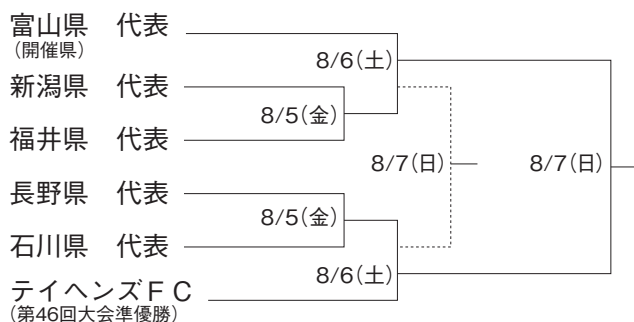 富山県　代表
(開催県)
8/6(土)
新潟県　代表
8/5(金)
福井県　代表
8/7(日)
8/7(日)
長野県　代表
8/5(金)
石川県　代表
8/6(土)
テイヘンズＦＣ
(第46回大会準優勝)